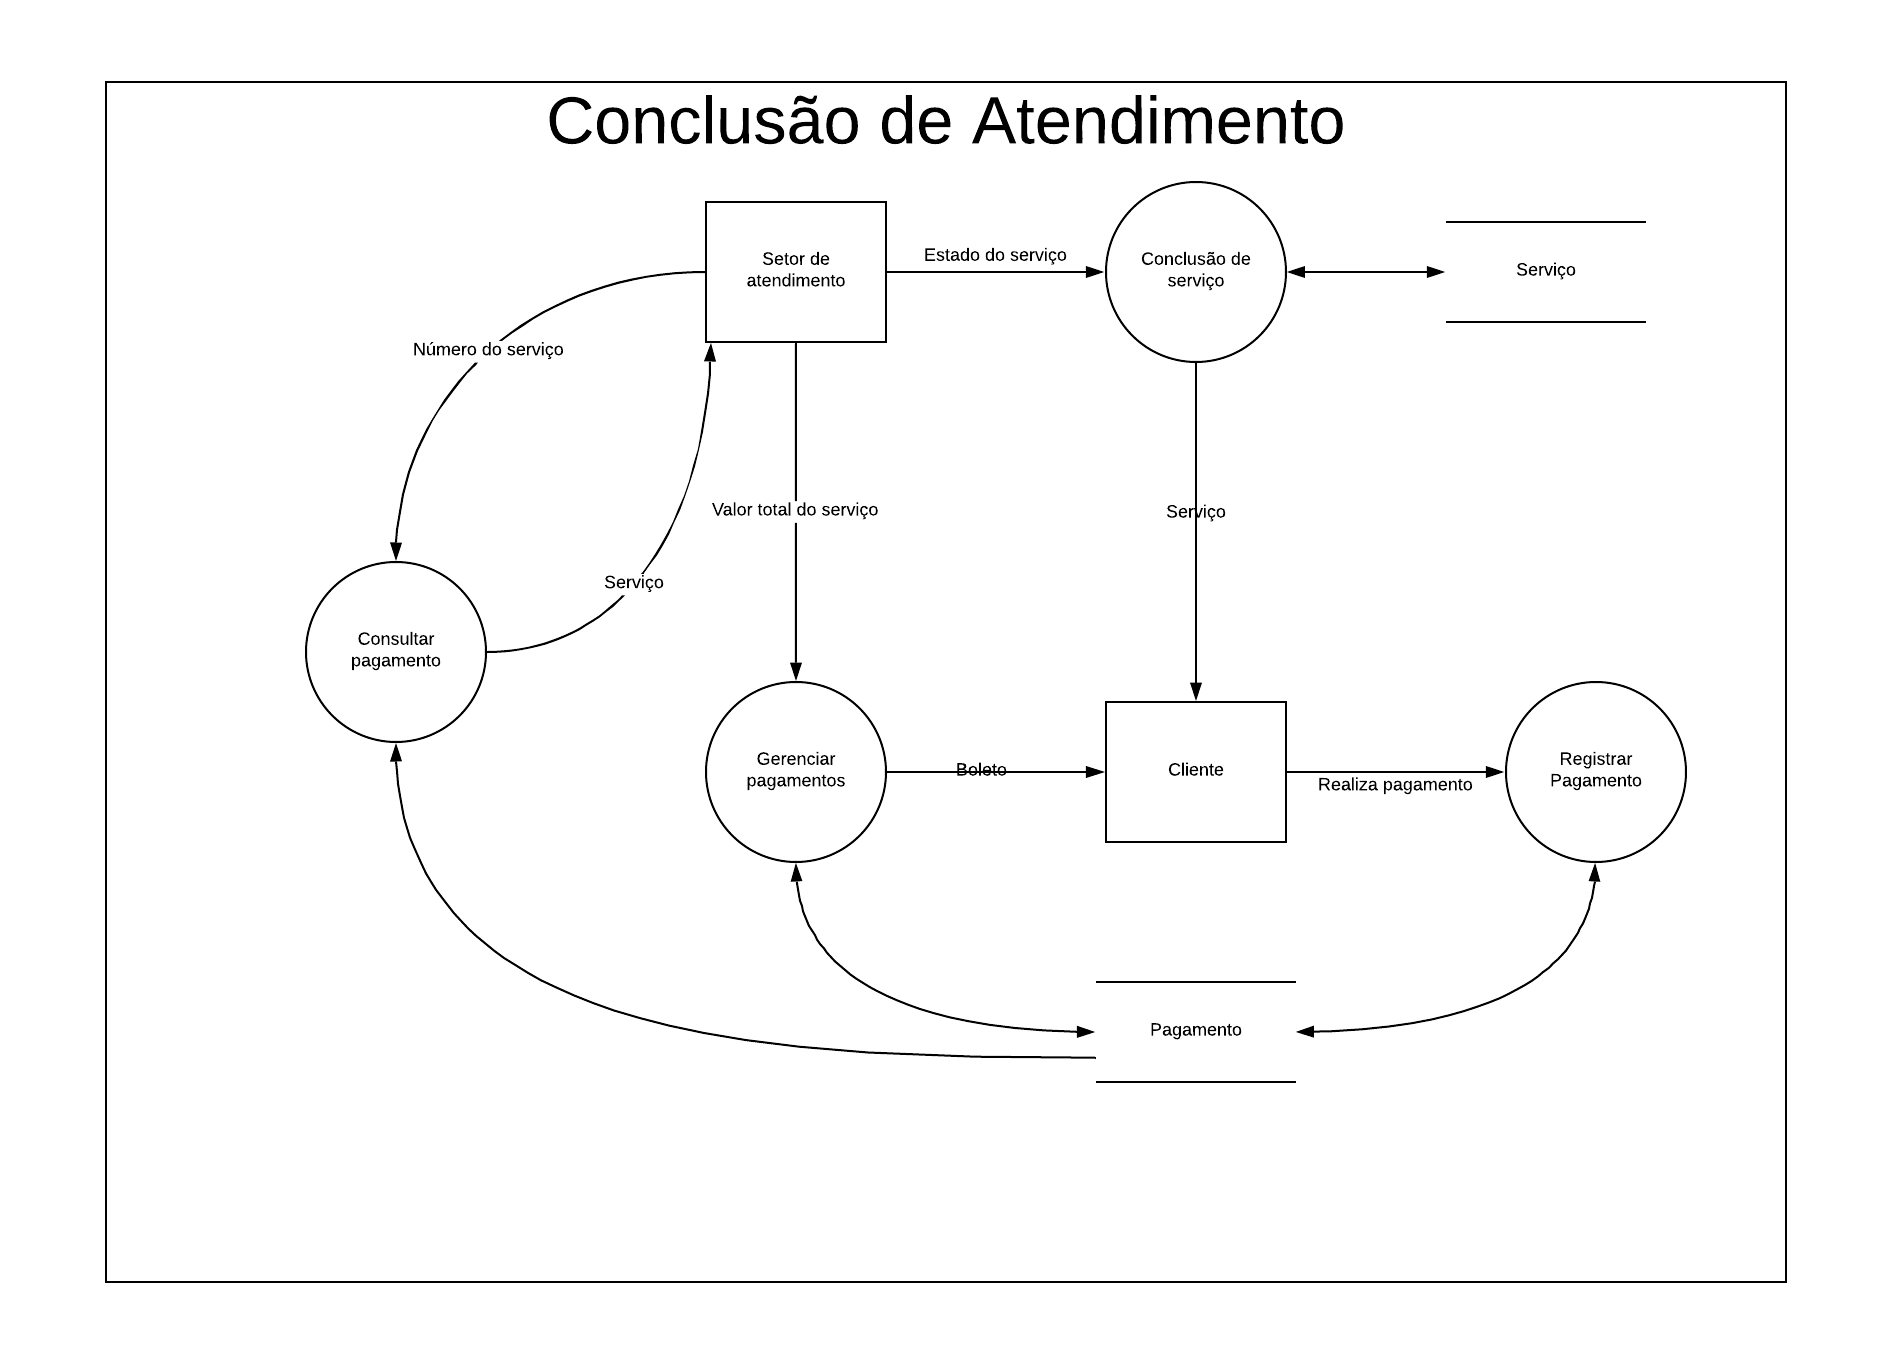 Conclusão de Atendimento
Setor de
atendimento
Estado do serviço
Conclusão de
serviço
Serviço
Número do serviço
Valor total do serviço
Serviço
Serviço
Consultar
pagamento
Gerenciar
pagamentos
Boleto
Cliente
Realiza pagamento
Registrar
Pagamento
Pagamento